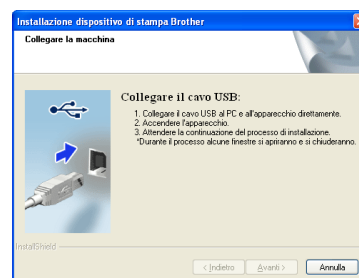 Installazione dispositivo di stampa Brother
Collegare la macchina
Collegare il cavo USB:
1. Collegare il cavo USB al PC e all'apparecchio direttamente.
2. Accendere l'apparecchio.
3. Attendere la continuazione del processo di installazione.
*Durante il processo alcune finestre si apriranno e si chiuderanno.
InstallShield
< Indietro
Avanti >
Annulla